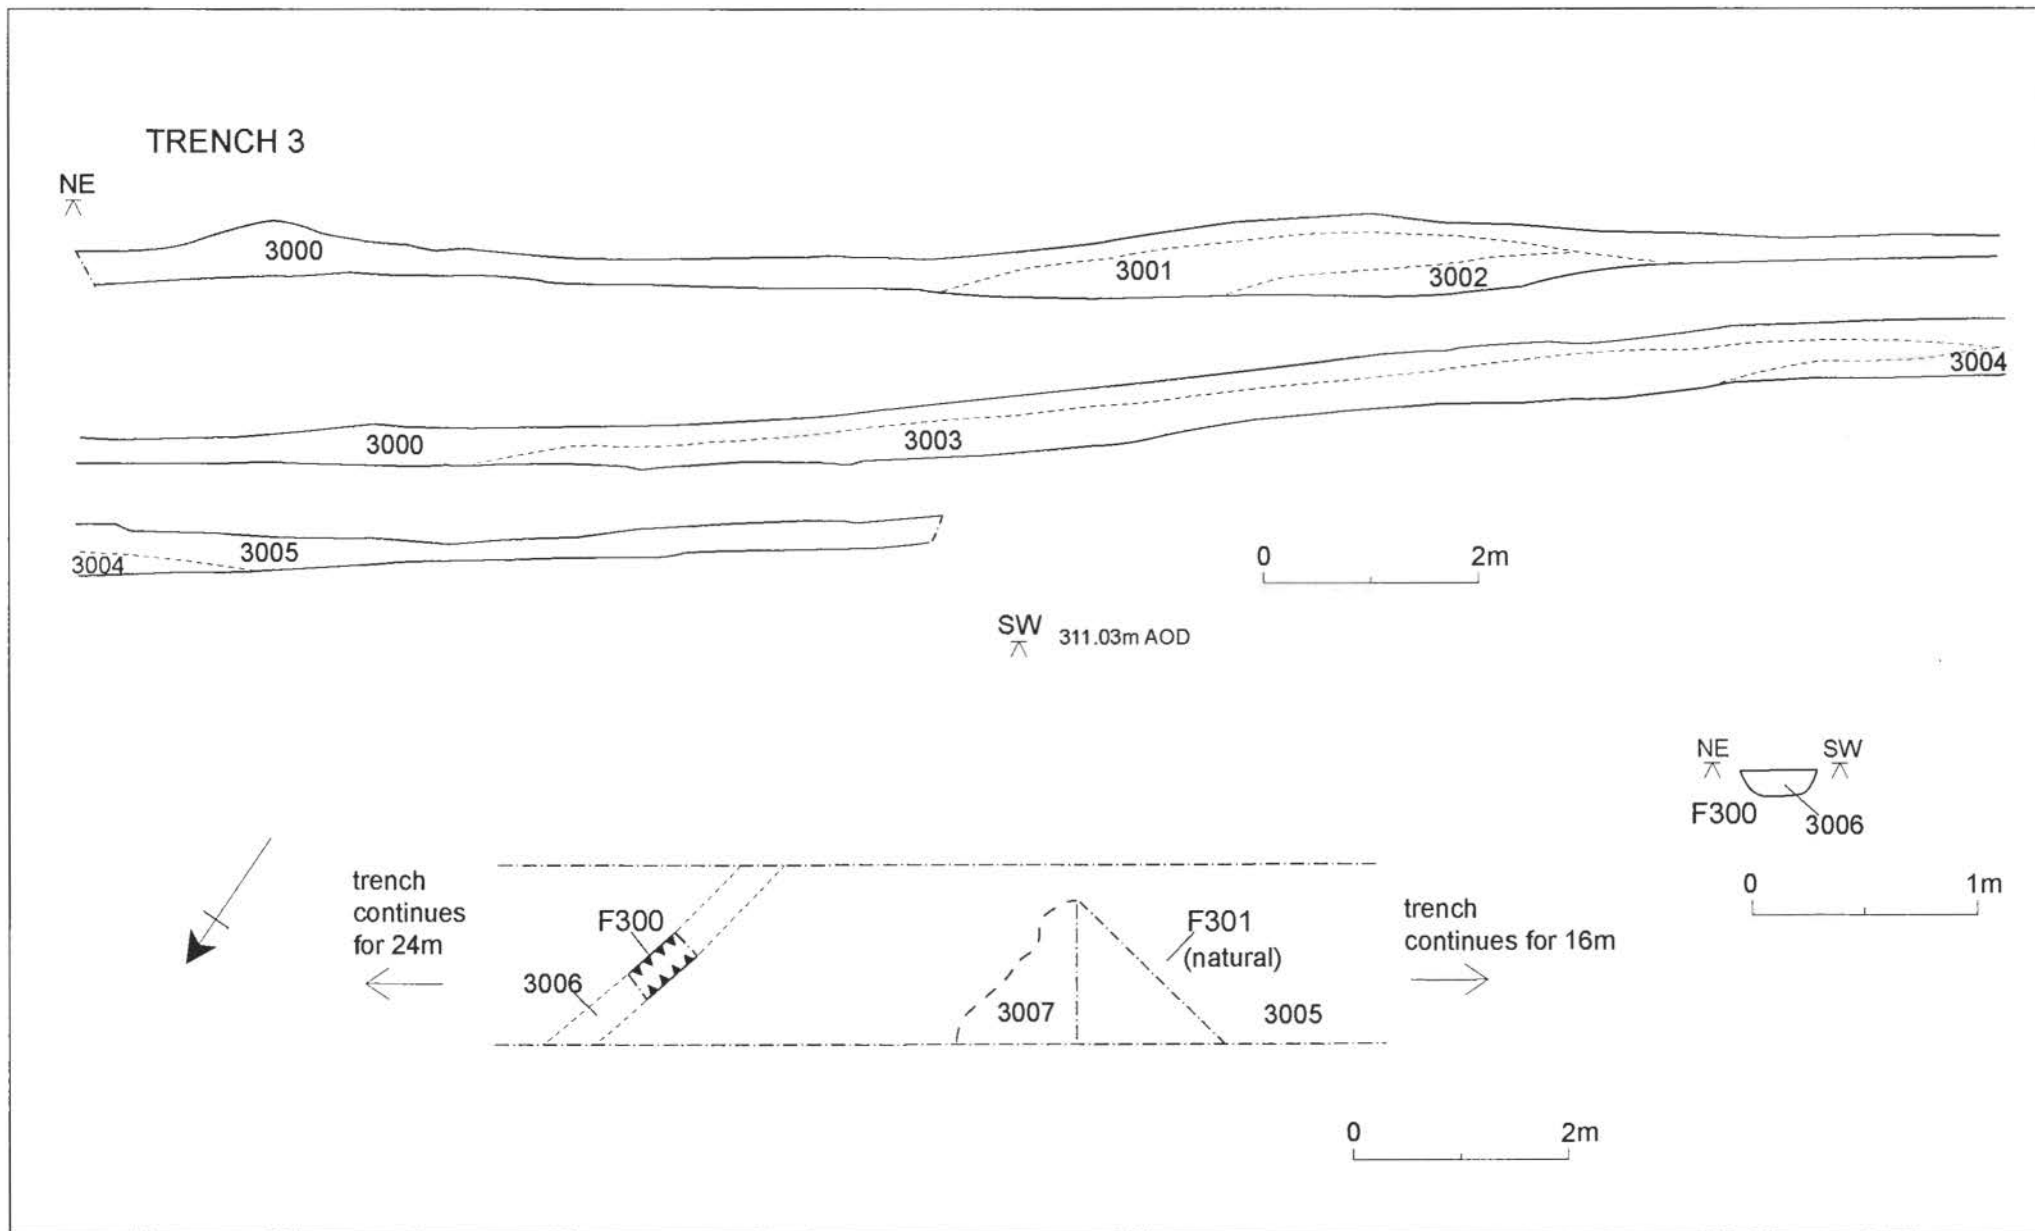 TRENCH 3
NE
3000
3001
3002
3004
3000
3003
3005
3004
0 2m
SW 311.03m AOD
NE SW
F300
3006
0 1m
trench
continues
for 24m
F300
3006
F301
(natural)
3007
3005
trench
continues for 16m
0 2m